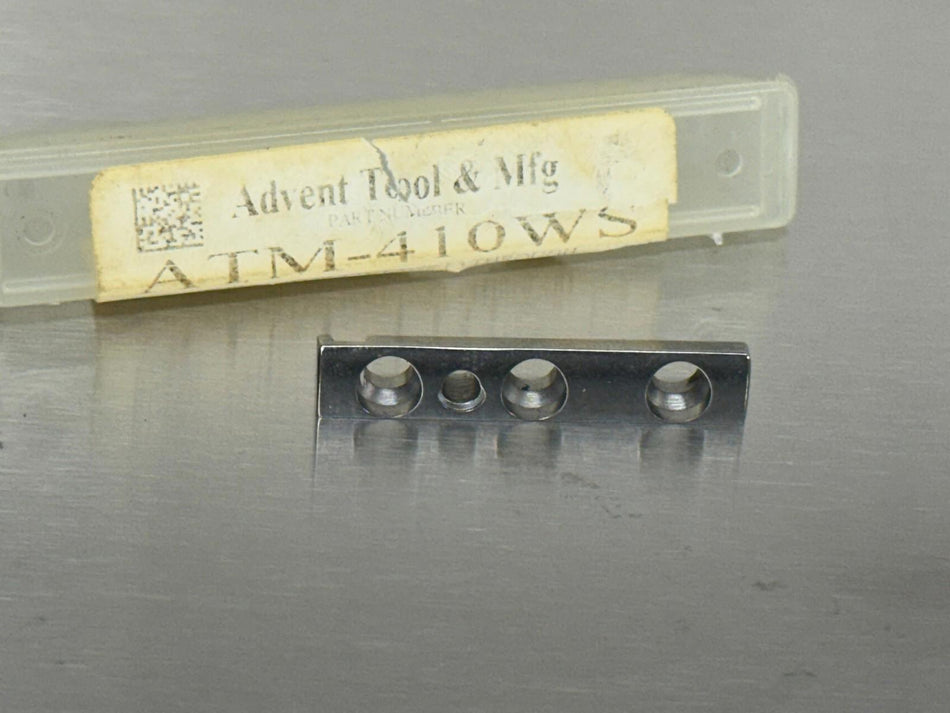 Advent Tool & Mfg
PART NUMBER
ATM-410WS